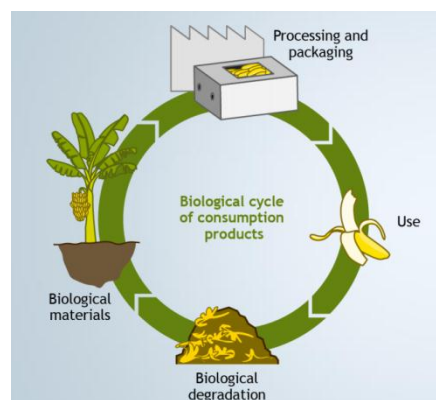 Processing and
packaging
Biological cycle
of consumption
products
Use
Biological
materials
Biological
degradation